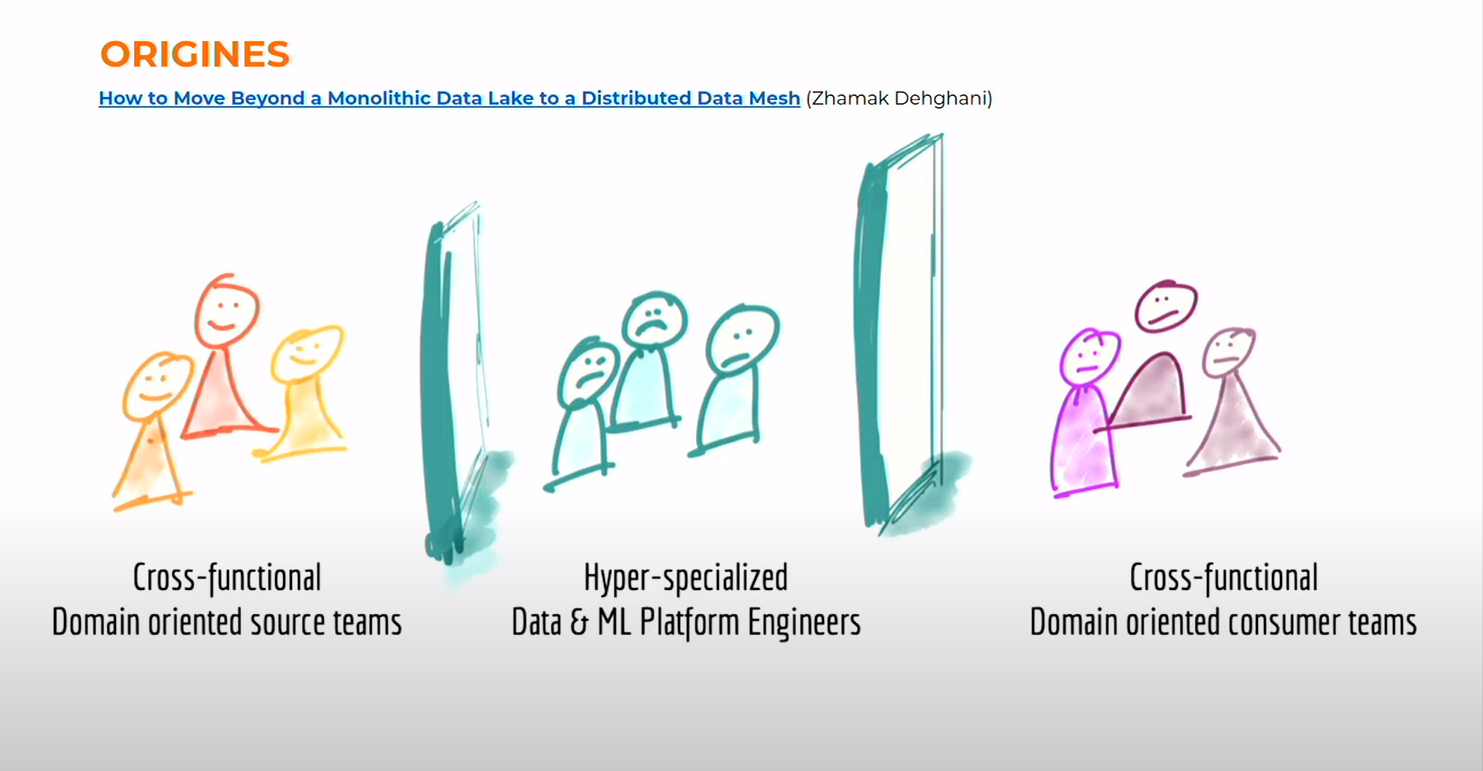 ORIGINES
How to Move Beyond a Monolithic Data Lake to a Distributed Data Mesh (Zhamak Dehghani)
Cross-functional
Domain oriented source teams
Hyper-specialized
Data & ML Platform Engineers
Cross-functional
Domain oriented consumer teams